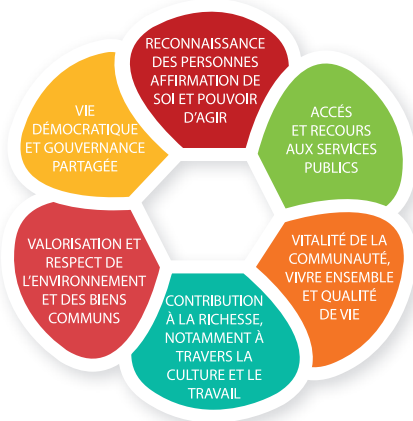 RECONNAISSANCE
DES PERSONNES
AFFIRMATION DE
SOI ET POUVOIR
D'AGIR
ACCÉS
ET RECOURS
AUX SERVICES
PUBLICS
VITALITÉ DE LA
COMMUNAUTÉ,
VIVRE ENSEMBLE
ET QUALITÉ
DE VIE
CONTRIBUTION
À LA RICHESSE,
NOTAMMENT À
TRAVERS LA
CULTURE ET LE
TRAVAIL
VALORISATION ET
RESPECT DE
L'ENVIRONNEMENT
ET DES BIENS
COMMUNS
VIE
DÉMOCRATIQUE
ET GOUVERNANCE
PARTAGÉE